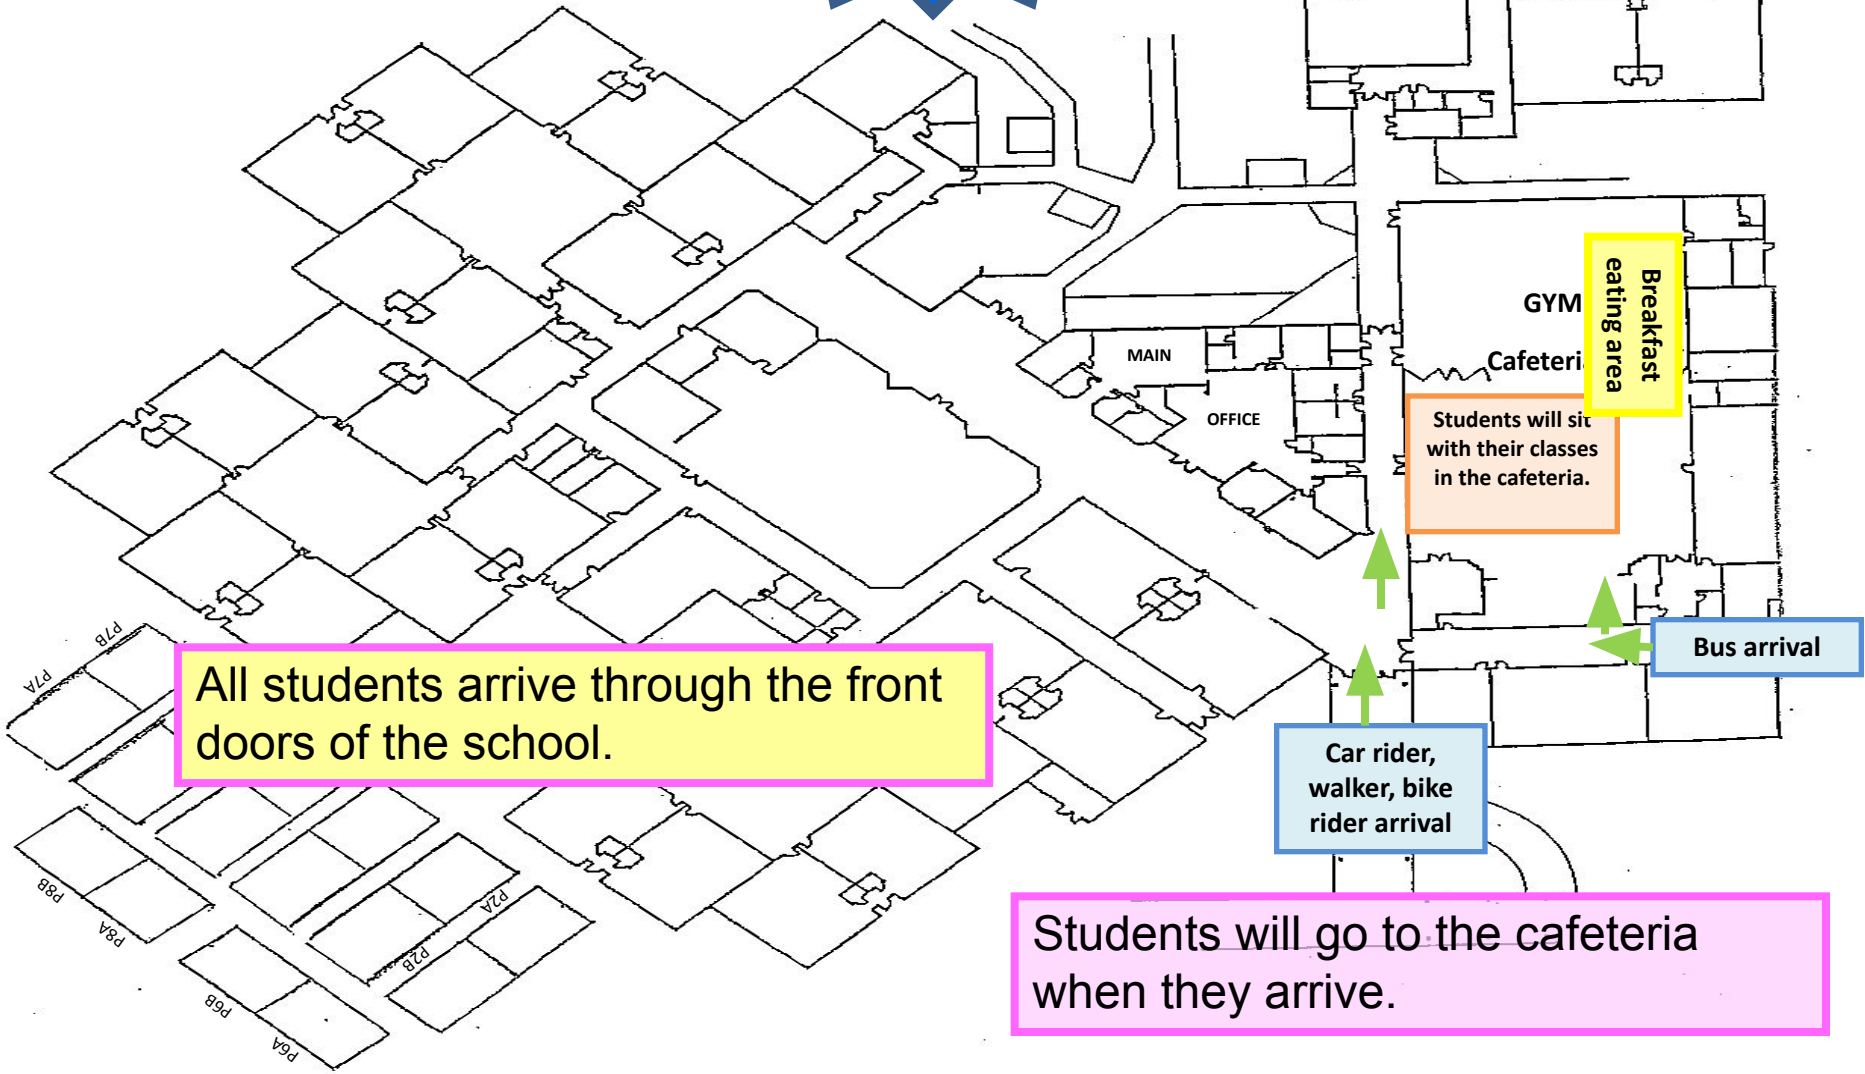 GYM
Cafeteri
Breakfast
eating area
MAIN
OFFICE
Students will sit
with their classes
in the cafeteria.
Bus arrival
P7B
P7A
All students arrive through the front
doors of the school.
Car rider,
walker, bike
rider arrival
P8B
P8A
P2A
P2B
P6B
P6A
Students will go to the cafeteria
when they arrive.